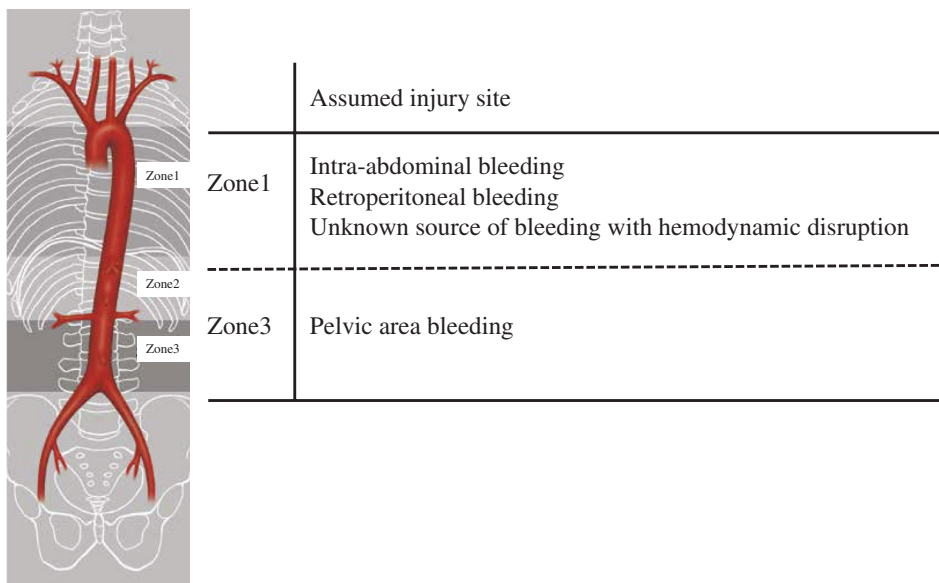 Zone1
Zone2
Zone3
Assumed injury site
Zone1
Intra-abdominal bleeding
Retroperitoneal bleeding
Unknown source of bleeding with hemodynamic disruption
Zone3
Pelvic area bleeding